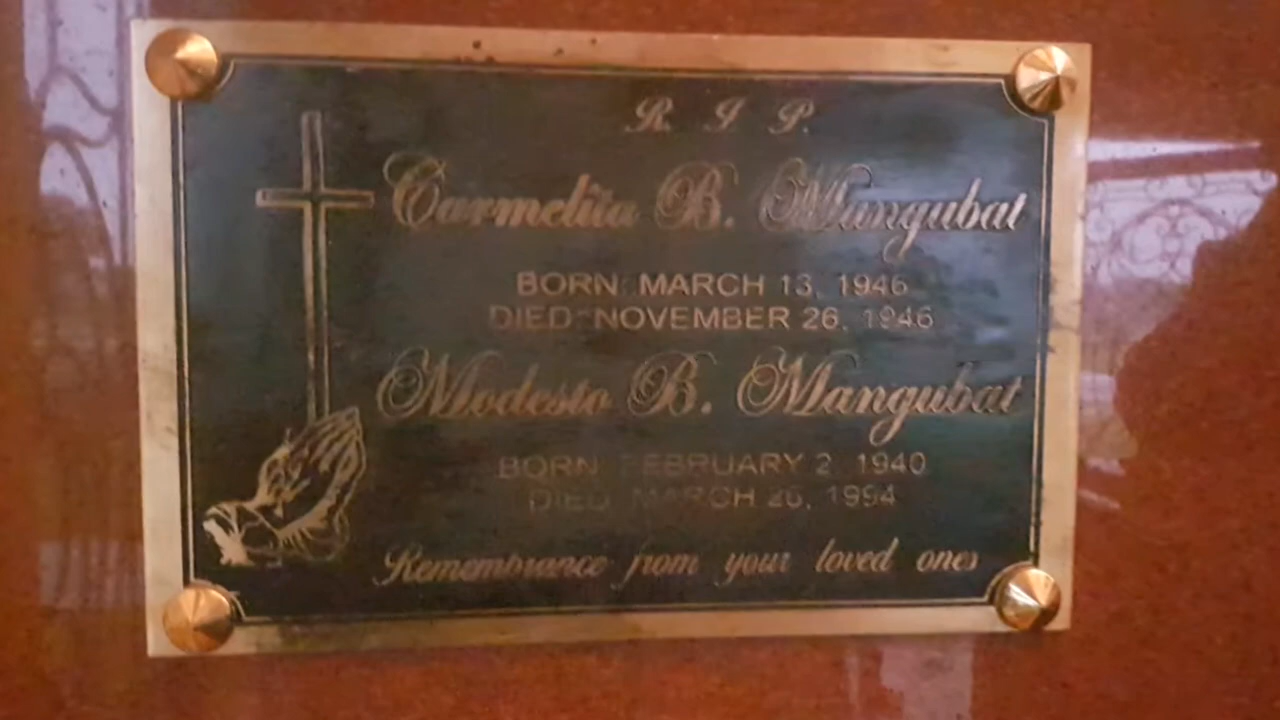 R. I. P.
Carmelita B. Mangubat
BORN: MARCH 13, 1946
DIED: NOVEMBER 26, 1946
Modesto B. Mangubat
BORN: FEBRUARY 2, 1940
DIED: MARCH 26, 1994
Remembrance from your loved ones